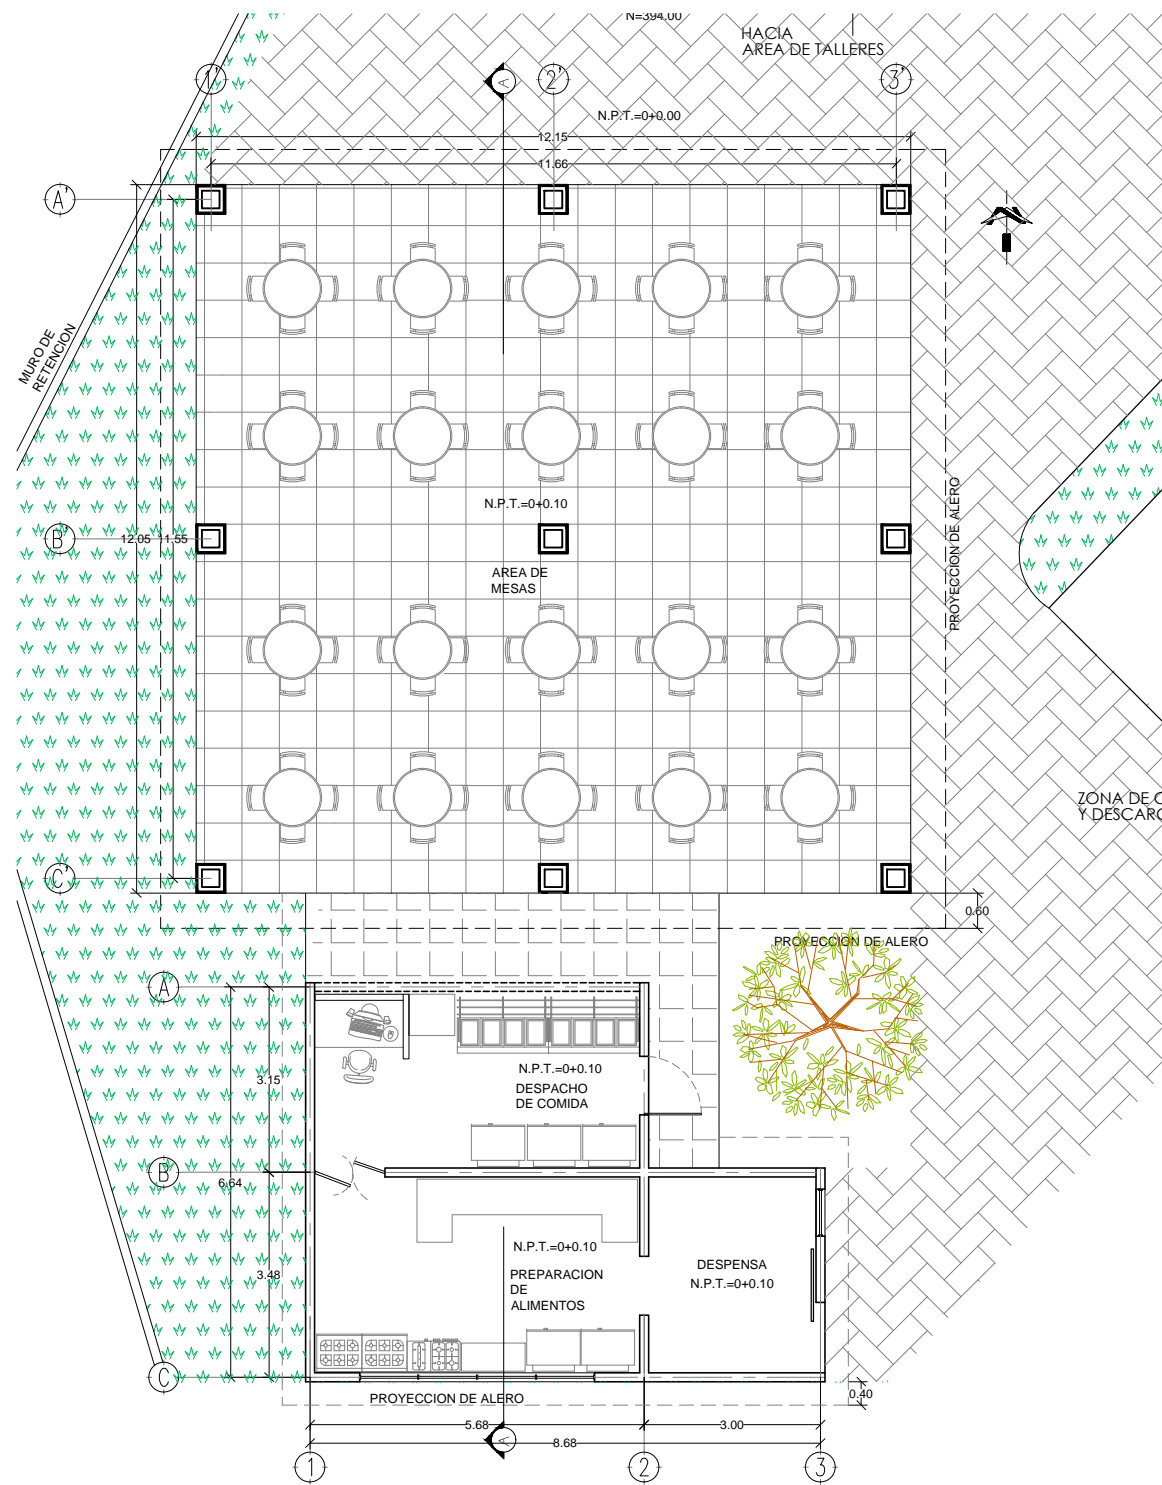 N=394.00
HACIA
AREA DE TALLERES
1'
A
2'
3'
N.P.T.=0+0.00
12.15
11.66
A'
MURO DE
RETENCION
N.P.T.=0+0.10
PROYECCION DE ALERO
B'
12.05
11.55
AREA DE
MESAS
ZONA DE C
Y DESCARG
C'
0.60
PROYECCION DE ALERO
A
3.15
N.P.T.=0+0.10
DESPACHO
DE COMIDA
B
6.64
N.P.T.=0+0.10
DESPENSA
3.48
PREPARACION
N.P.T.=0+0.10
DE
ALIMENTOS
C
PROYECCION DE ALERO
0.40
5.68
3.00
A
8.68
1
2
3